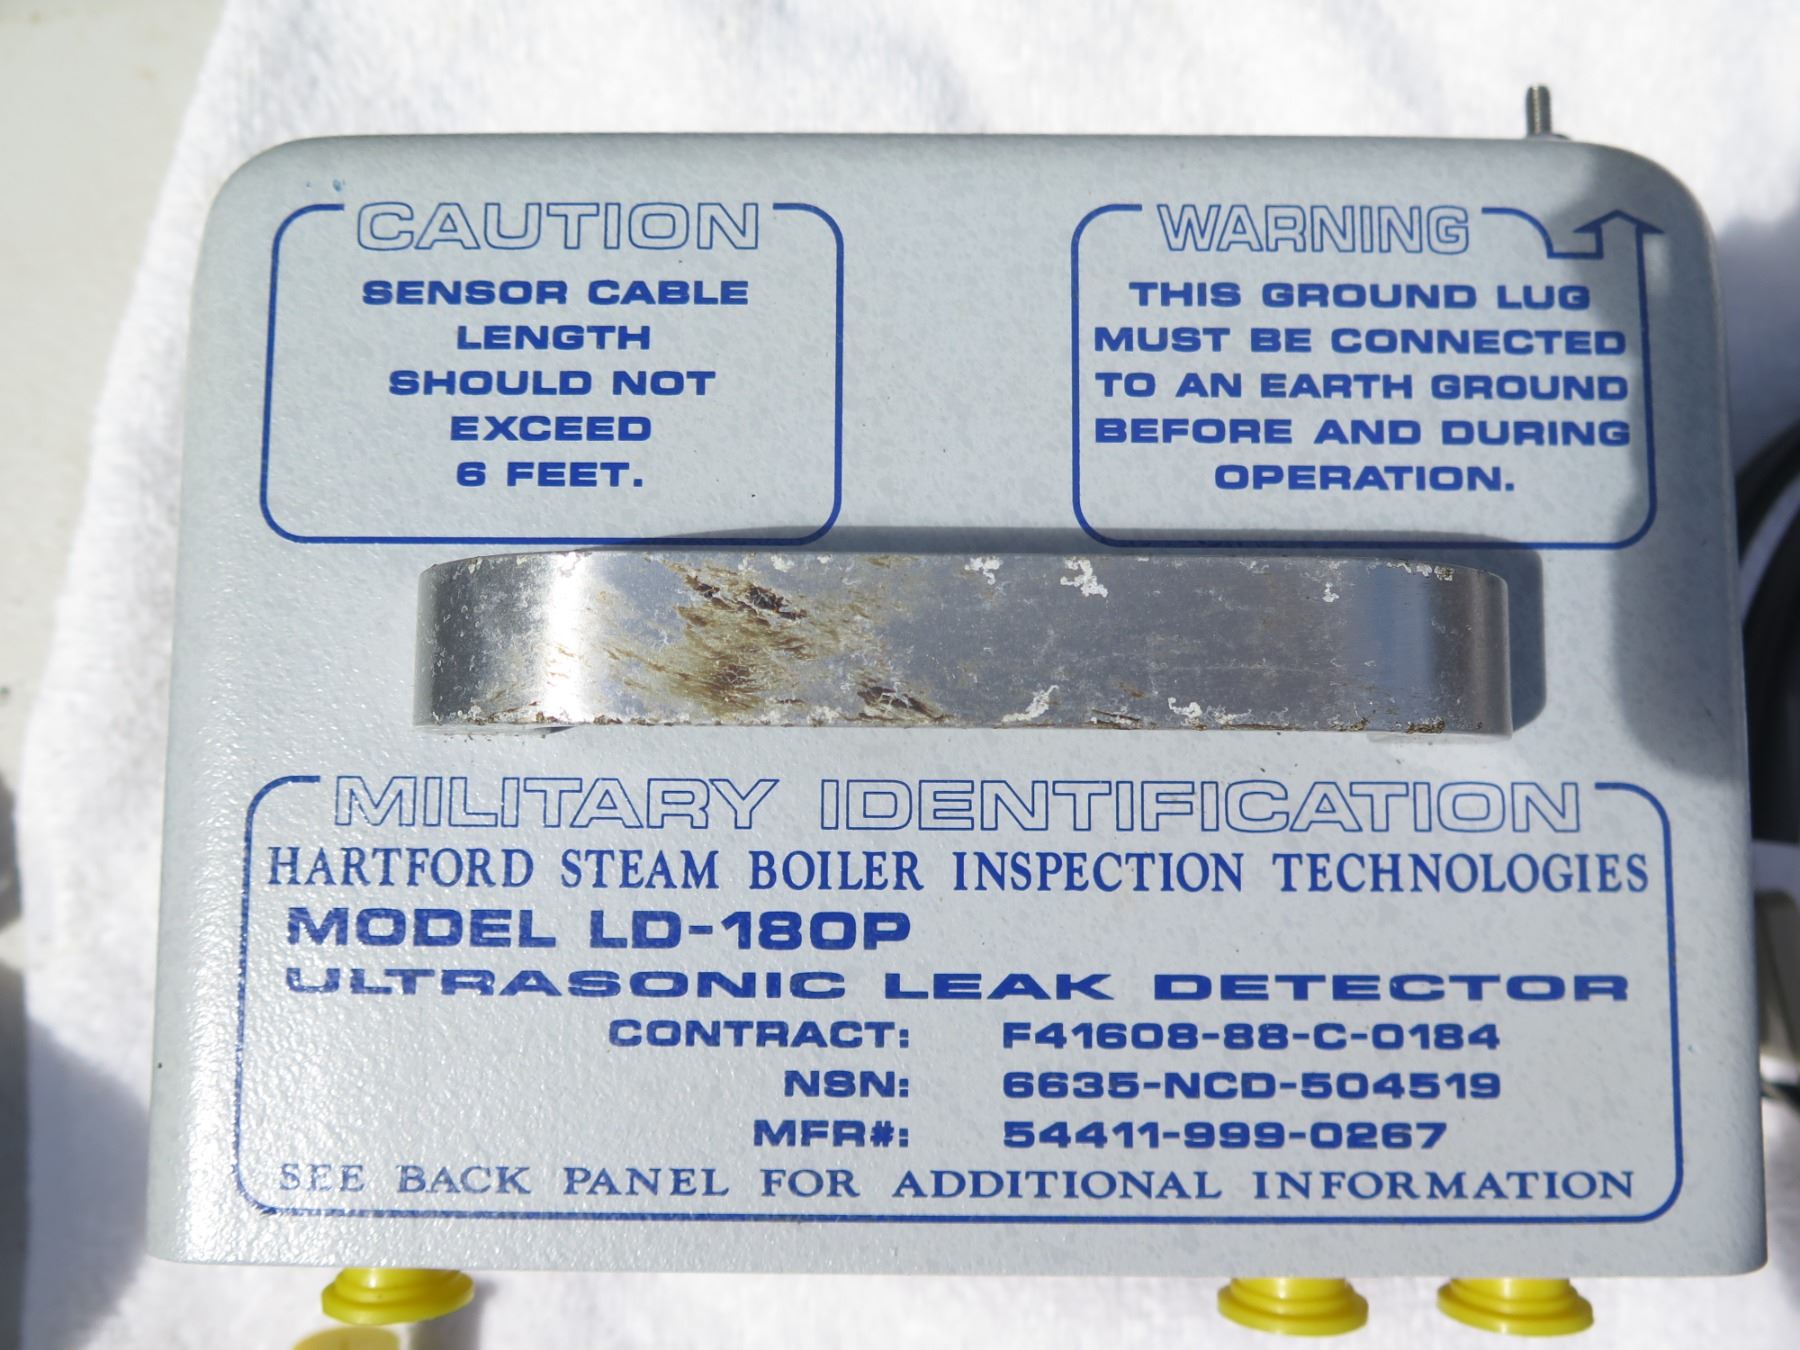 CAUTION
SENSOR CABLE
LENGTH
SHOULD NOT
EXCEED
6 FEET.
WARNING
THIS GROUND LUG
MUST BE CONNECTED
TO AN EARTH GROUND
BEFORE AND DURING
OPERATION.
MILITARY IDENTIFICATION
HARTFORD STEAM BOILER INSPECTION TECHNOLOGIES
MODEL LD-180P
ULTRASONIC LEAK DETECTOR
CONTRACT: F41608-88-C-0184
NSN: 6635-NCD-504519
MFR#: 54411-999-0267
SEE BACK PANEL FOR ADDITIONAL INFORMATION